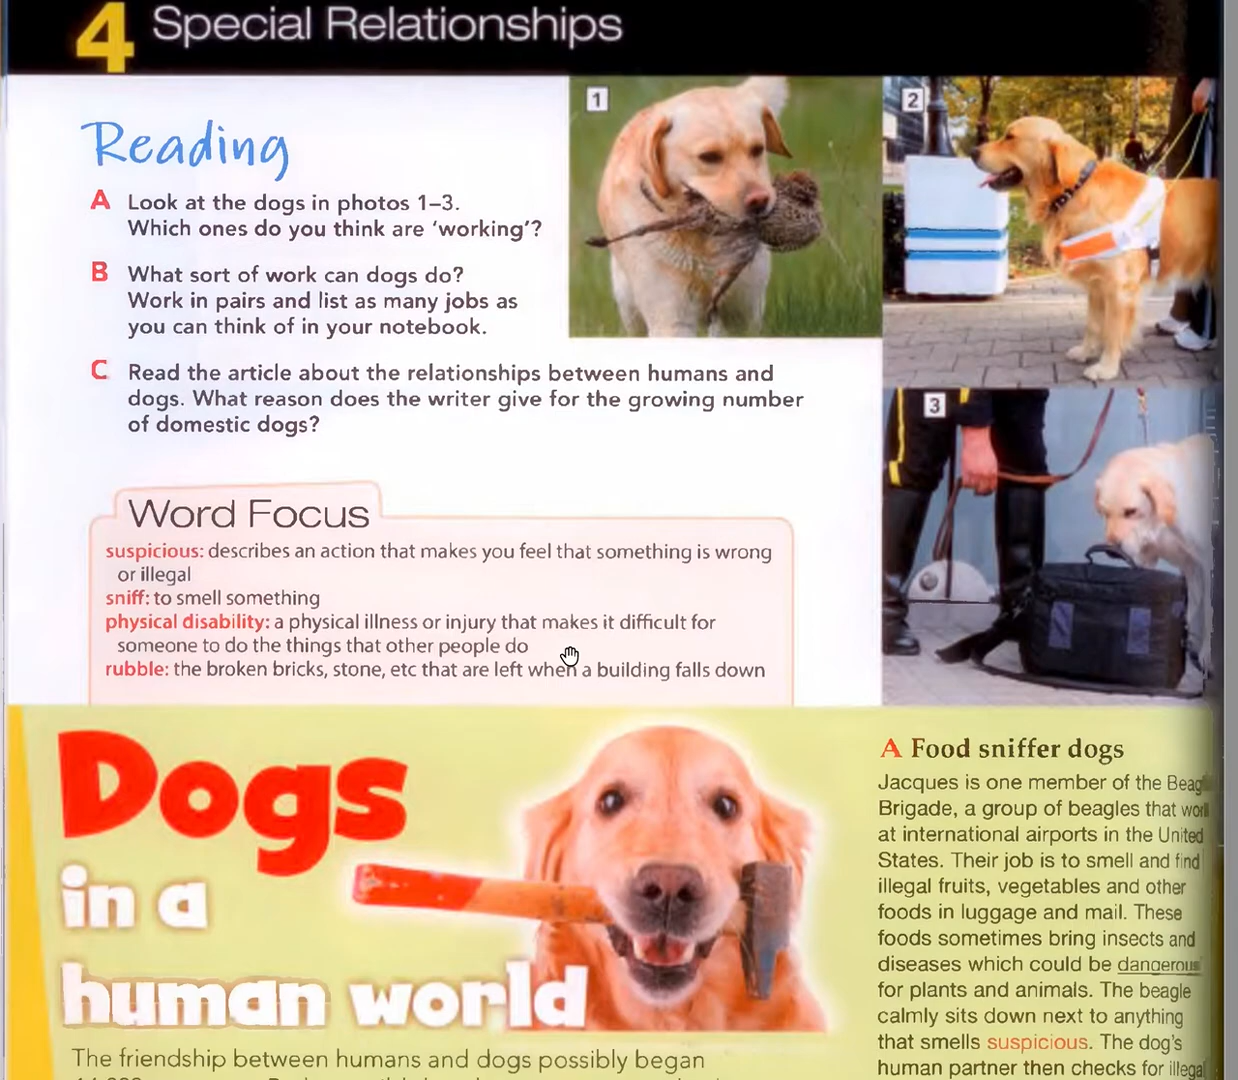 4 Special Relationships
Reading
A Look at the dogs in photos 1–3.
Which ones do you think are ‘working’?
B What sort of work can dogs do?
Work in pairs and list as many jobs as
you can think of in your notebook.
C Read the article about the relationships between humans and
dogs. What reason does the writer give for the growing number
of domestic dogs?
1
2
3
Word Focus
suspicious: describes an action that makes you feel that something is wrong
or illegal
sniff: to smell something
physical disability: a physical illness or injury that makes it difficult for
someone to do the things that other people do
rubble: the broken bricks, stone, etc that are left when a building falls down
Dogs
in a
human world
The friendship between humans and dogs possibly began
A Food sniffer dogs
Jacques is one member of the Beag
Brigade, a group of beagles that wor
at international airports in the United
States. Their job is to smell and find
illegal fruits, vegetables and other
foods in luggage and mail. These
foods sometimes bring insects and
diseases which could be dangerous
for plants and animals. The beagle
calmly sits down next to anything
that smells suspicious. The dog's
human partner then checks for illegal